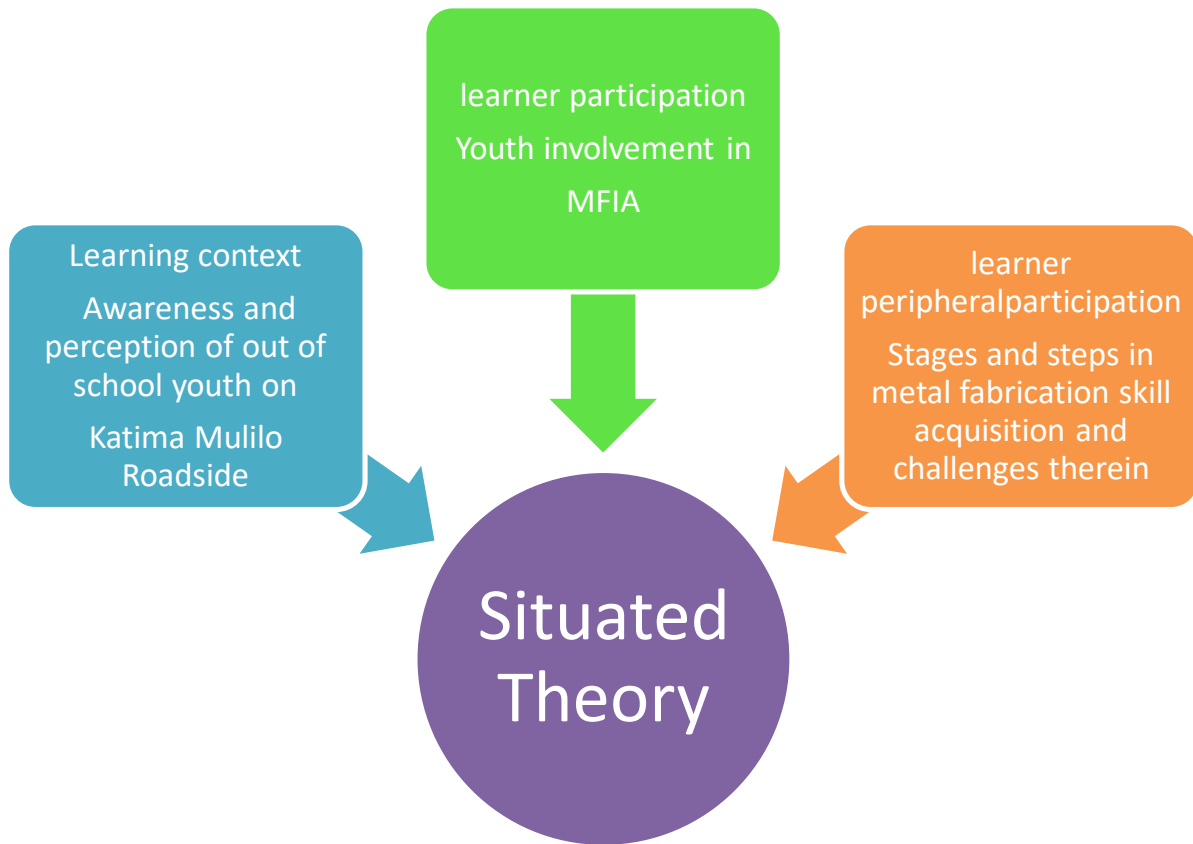 learner participation
Youth involvement in
MFIA
Learning context
Awareness and
perception of out of
school youth on
Katima Mulilo
Roadside
learner
peripheralparticipation
Stages and steps in
metal fabrication skill
acquisition and
challenges therein
Situated
Theory